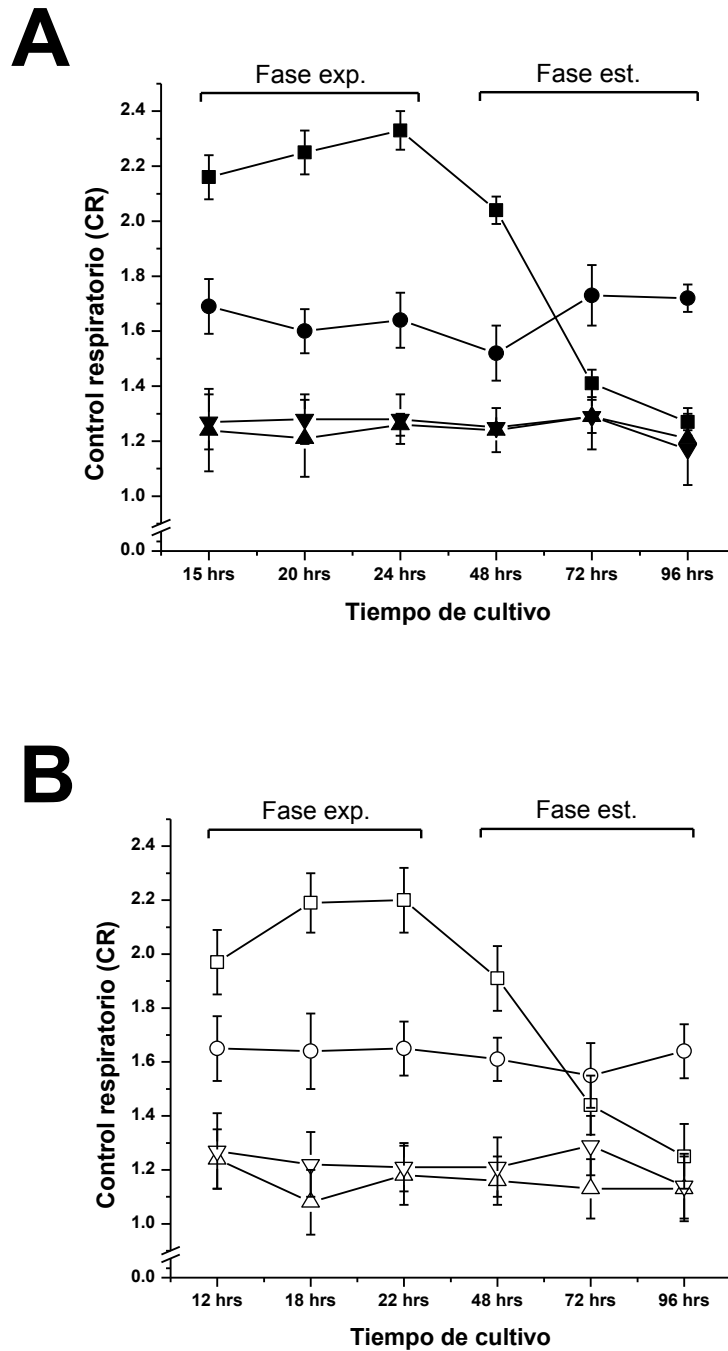 A
Fase exp.
Fase est.
2.4
2.2
2.0
1.8
1.6
1.4
1.2
1.0
0.0
Control respiratorio (CR)
15 hrs 20 hrs 24 hrs 48 hrs 72 hrs 96 hrs
Tiempo de cultivo
B
Fase exp.
Fase est.
2.4
2.2
2.0
1.8
1.6
1.4
1.2
1.0
0.0
Control respiratorio (CR)
12 hrs 18 hrs 22 hrs 48 hrs 72 hrs 96 hrs
Tiempo de cultivo